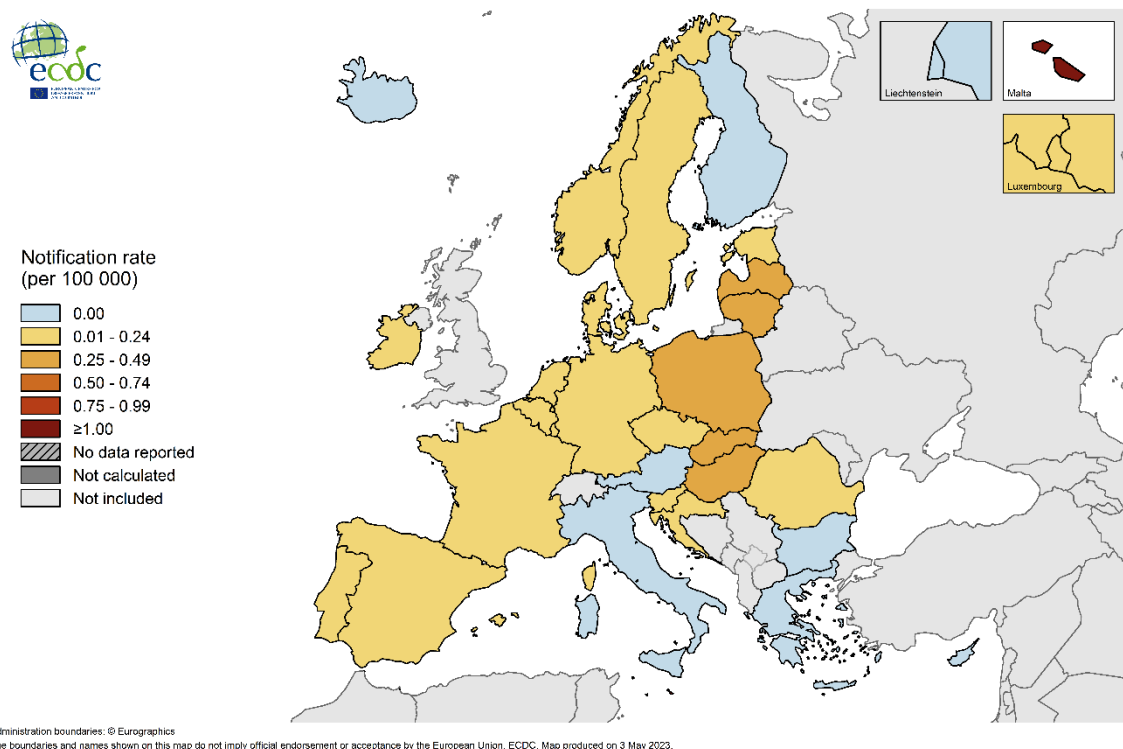 ecdc
Notification rate
(per 100 000)
0.00
0.01 - 0.24
0.25 - 0.49
0.50 - 0.74
0.75 - 0.99
≥1.00
No data reported
Not calculated
Not included
Liechtenstein
Malta
Luxembourg
dministration boundaries: © Eurographics
e boundaries and names shown on this map do not imply official endorsement or acceptance by the European Union. ECDC. Map produced on 3 May 2023.